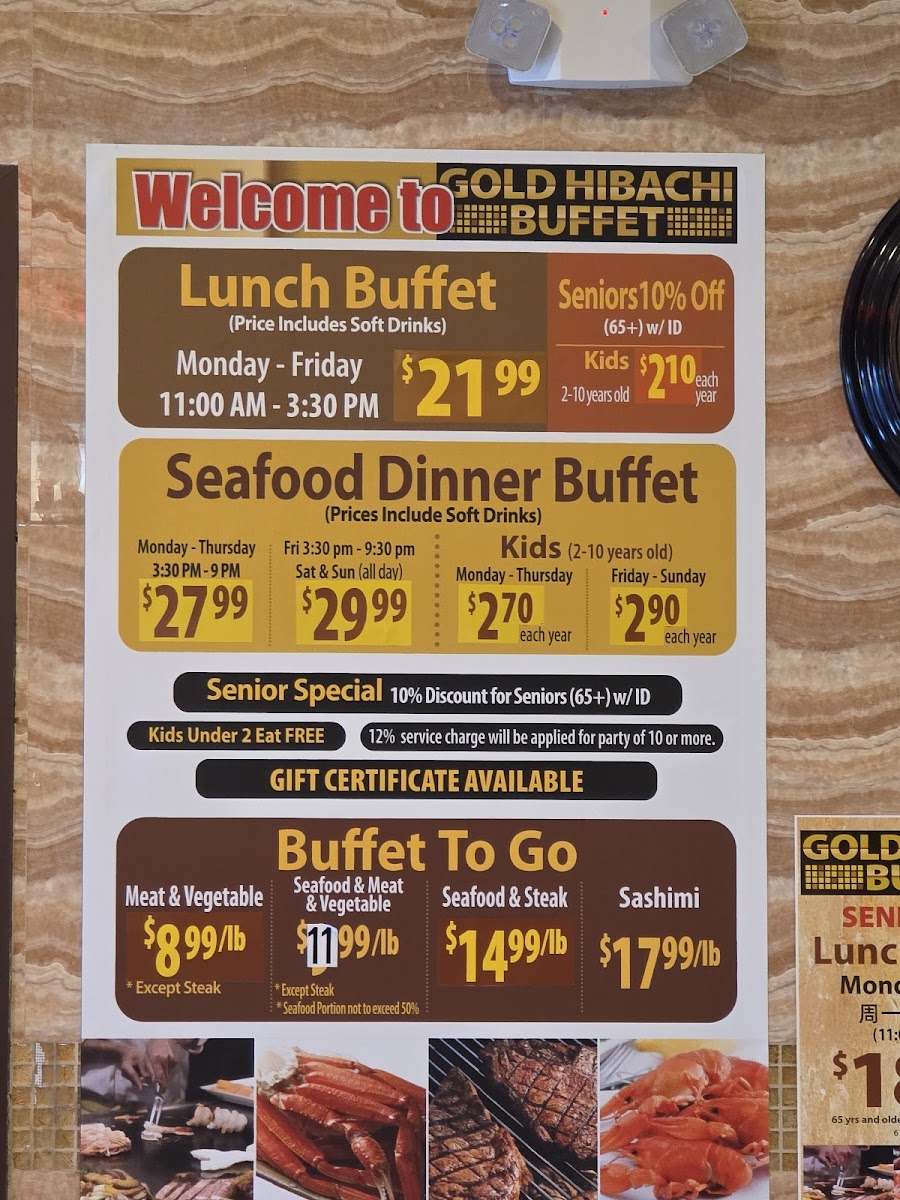 Welcome to GOLD HIBACHI
BUFFET
Lunch Buffet
(Price Includes Soft Drinks)
Monday - Friday
11:00 AM - 3:30 PM
$21 99
Seniors10% Off
(65+) w/ ID
Kids
2-10 years old
$2 10 each
year
Seafood Dinner Buffet
(Prices Include Soft Drinks)
Monday - Thursday
3:30 PM - 9 PM
$27 99
Fri 3:30 pm - 9:30 pm
Sat & Sun (all day)
$29 99
Kids (2-10 years old)
Monday - Thursday
$2 70
each year
Friday - Sunday
$2 90
each year
Senior Special 10% Discount for Seniors (65+) w/ ID
Kids Under 2 Eat FREE
12% service charge will be applied for party of 10 or more.
GIFT CERTIFICATE AVAILABLE
Buffet To Go
Meat & Vegetable
$8 99/lb
* Except Steak
Seafood & Meat
& Vegetable
$11 99/lb
* Except Steak
* Seafood Portion not to exceed 50%
Seafood & Steak
$14 99/lb
Sashimi
$17 99/lb
GOLD
BU
SENI
Lunc
Mond
周一
(11:
$18
65 yrs and olde